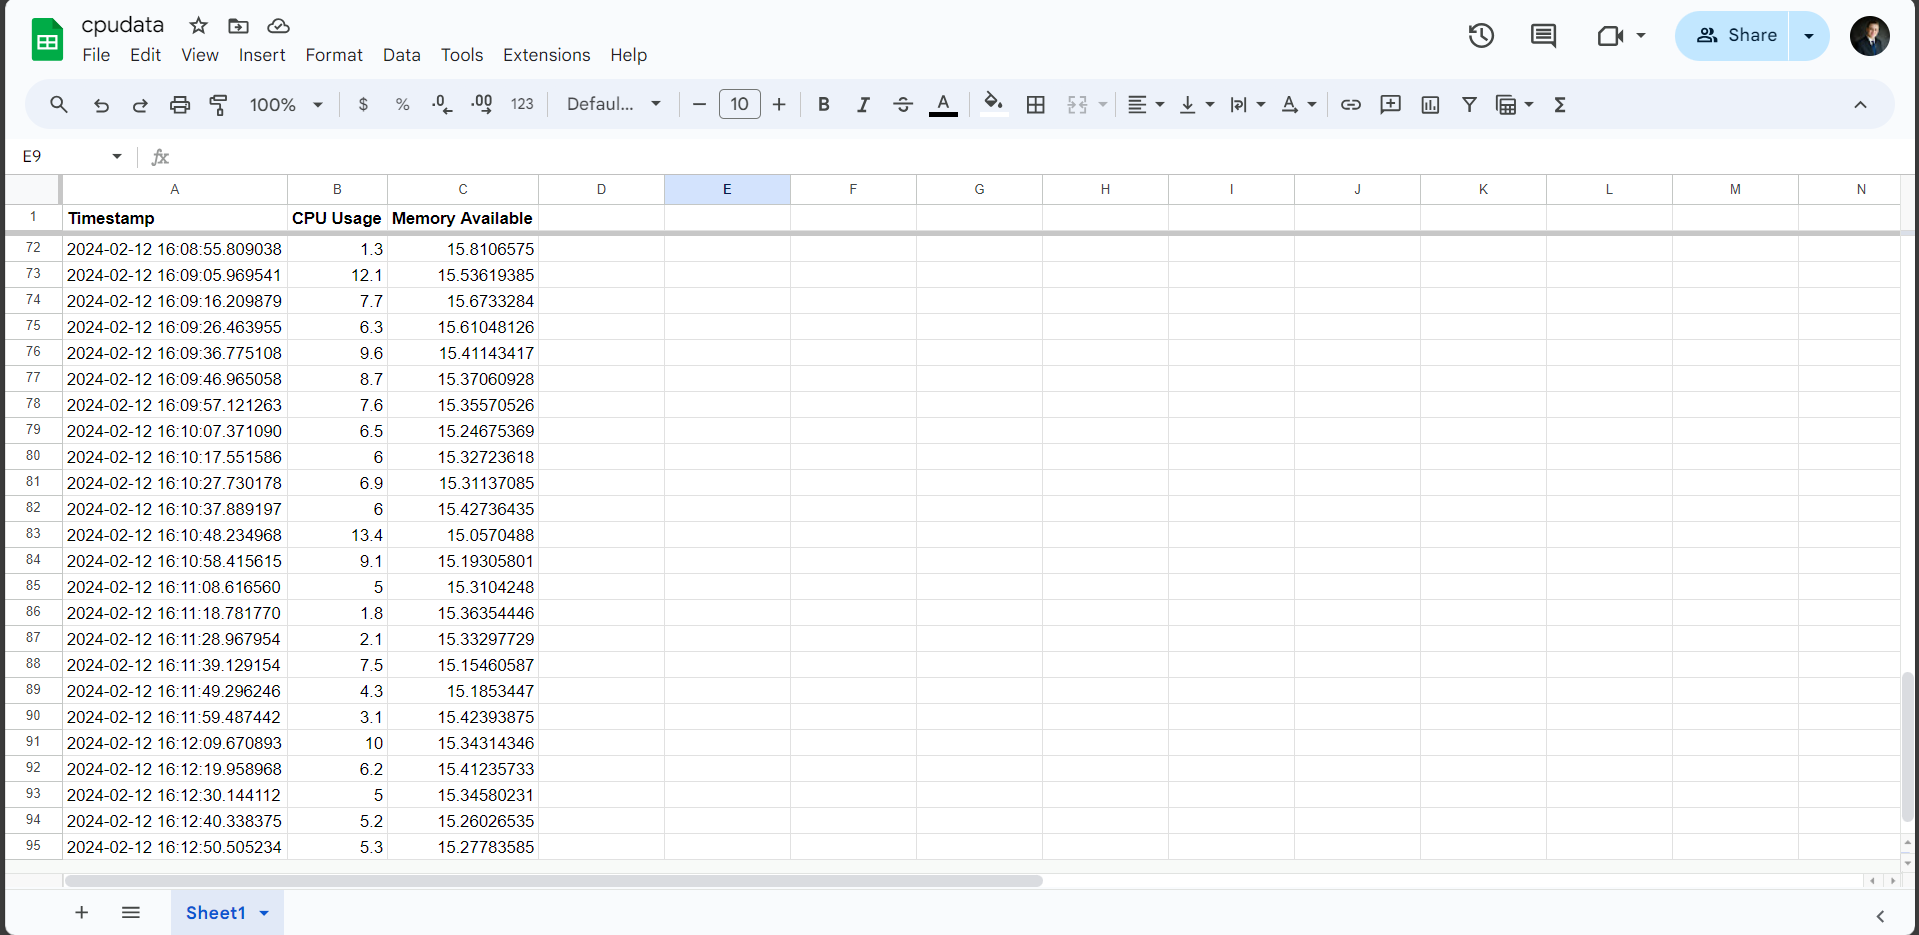 cpudata
File Edit View Insert Format Data Tools Extensions Help
Share
100% $ % .0 .00 123 Defaul... 10 B I A A Σ
E9 fx
A B C D E F G H I J K L M N
1 Timestamp CPU Usage Memory Available
72 2024-02-12 16:08:55.809038 1.3 15.8106575
73 2024-02-12 16:09:05.969541 12.1 15.53619385
74 2024-02-12 16:09:16.209879 7.7 15.6733284
75 2024-02-12 16:09:26.463955 6.3 15.61048126
76 2024-02-12 16:09:36.775108 9.6 15.41143417
77 2024-02-12 16:09:46.965058 8.7 15.37060928
78 2024-02-12 16:09:57.121263 7.6 15.35570526
79 2024-02-12 16:10:07.371090 6.5 15.24675369
80 2024-02-12 16:10:17.551586 6 15.32723618
81 2024-02-12 16:10:27.730178 6.9 15.31137085
82 2024-02-12 16:10:37.889197 6 15.42736435
83 2024-02-12 16:10:48.234968 13.4 15.0570488
84 2024-02-12 16:10:58.415615 9.1 15.19305801
85 2024-02-12 16:11:08.616560 5 15.3104248
86 2024-02-12 16:11:18.781770 1.8 15.36354446
87 2024-02-12 16:11:28.967954 2.1 15.33297729
88 2024-02-12 16:11:39.129154 7.5 15.15460587
89 2024-02-12 16:11:49.296246 4.3 15.1853447
90 2024-02-12 16:11:59.487442 3.1 15.42393875
91 2024-02-12 16:12:09.670893 10 15.34314346
92 2024-02-12 16:12:19.958968 6.2 15.41235733
93 2024-02-12 16:12:30.144112 5 15.34580231
94 2024-02-12 16:12:40.338375 5.2 15.26026535
95 2024-02-12 16:12:50.505234 5.3 15.27783585
Sheet1